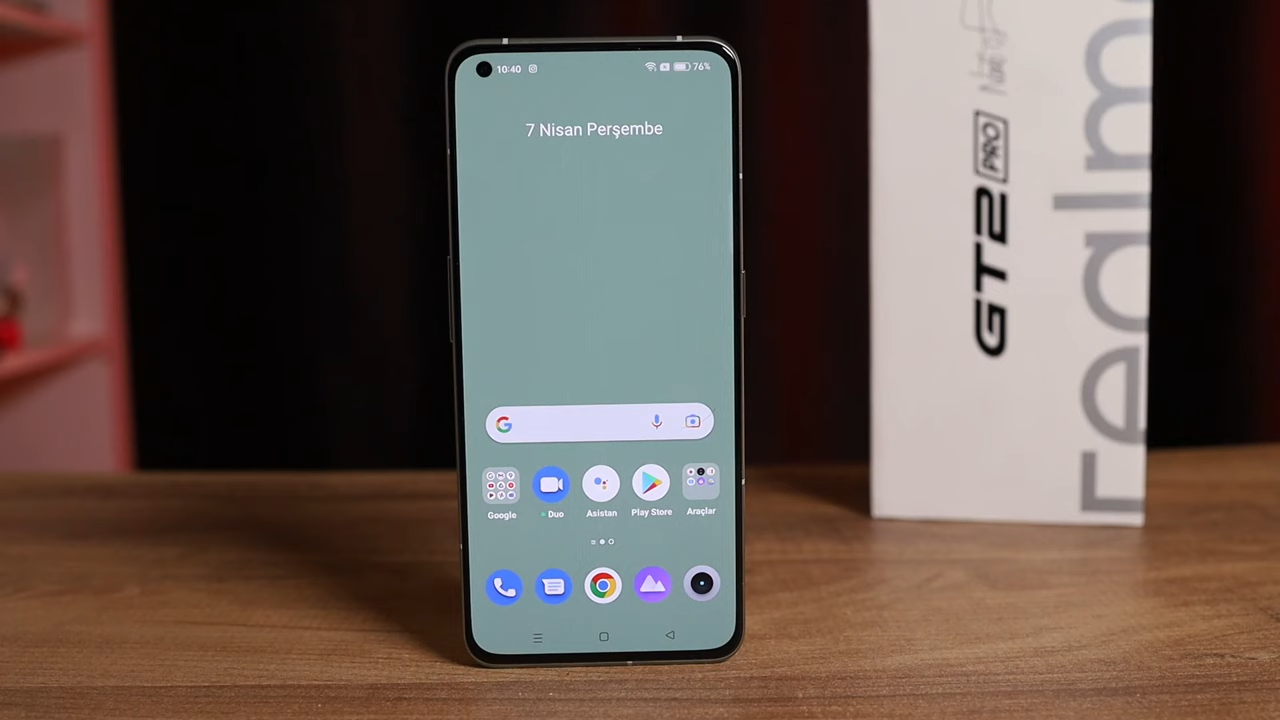 10:40
76%
7 Nisan Perşembe
Google
Duo
Asistan
Play Store
Araçlar
GT2 PRO
realme